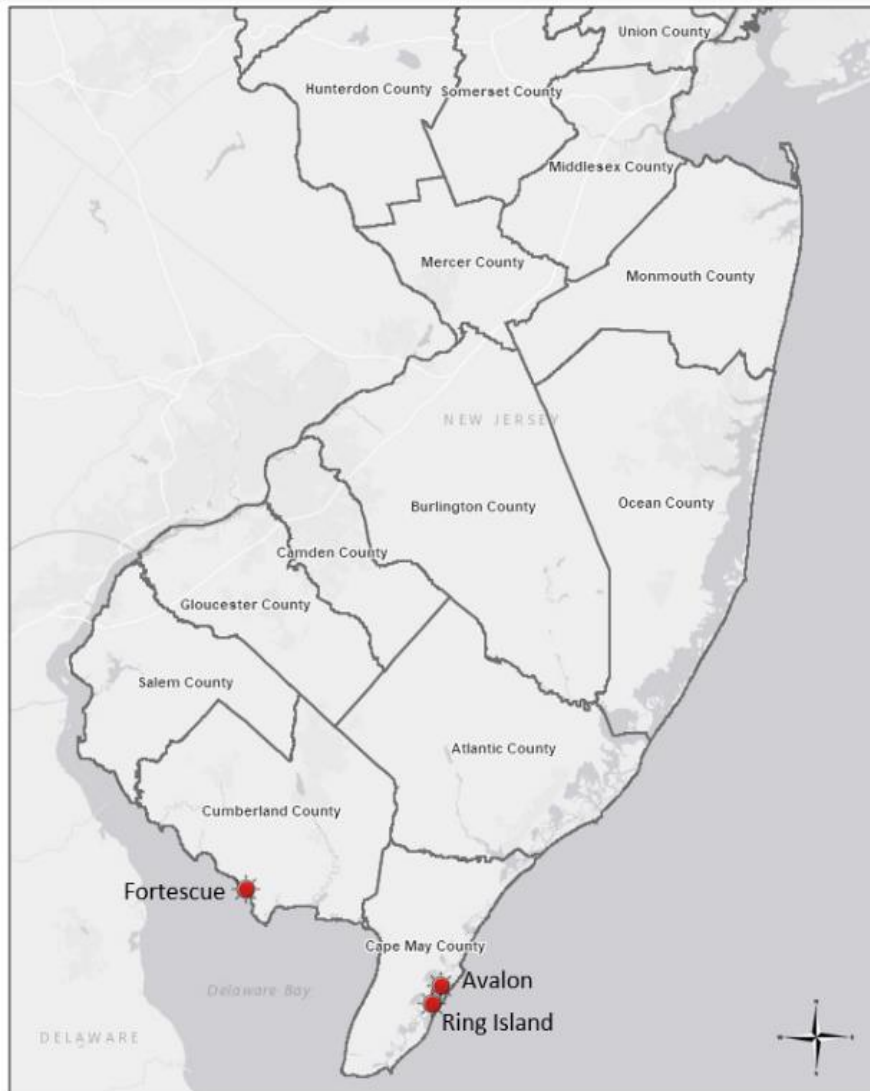 Union County
Hunterdon County
Somerset County
Middlesex County
Mercer County
Monmouth County
NEW JERSEY
Burlington County
Ocean County
Camden County
Gloucester County
Salem County
Atlantic County
Cumberland County
Fortescue
Cape May County
Avalon
Delaware Bay
Ring Island
DELAWARE